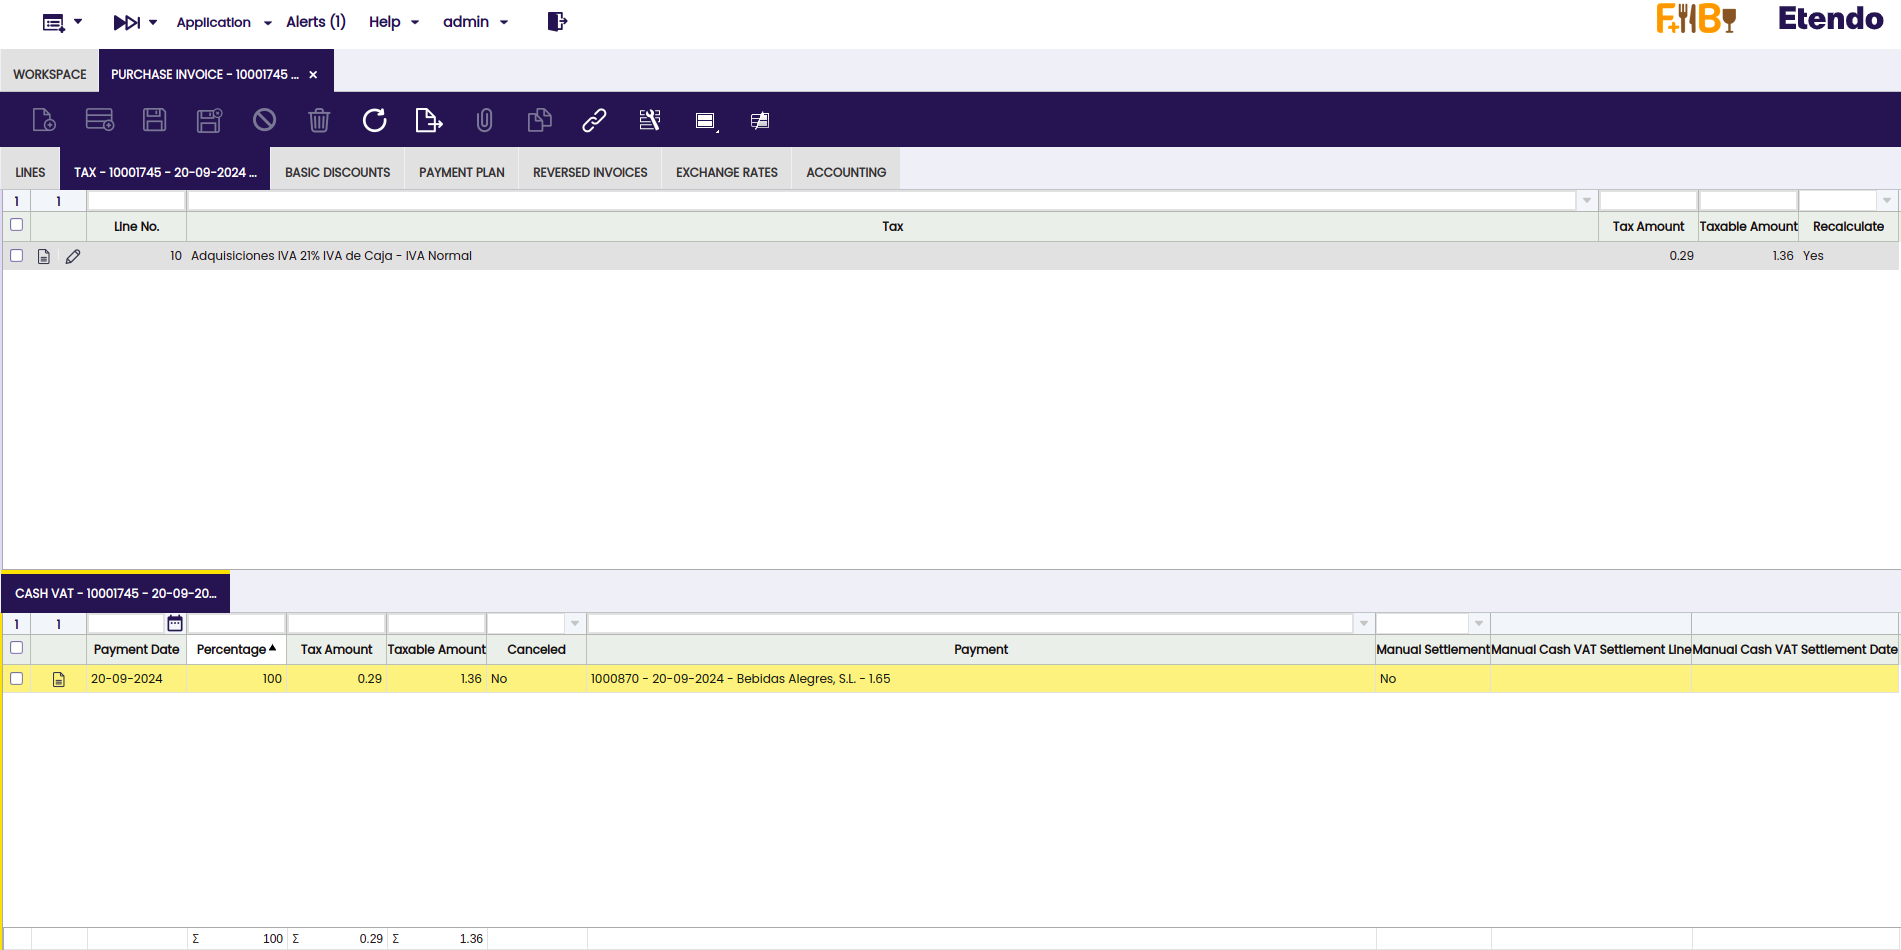 Application Alerts (1) Help admin
F+B Etendo
WORKSPACE PURCHASE INVOICE - 10001745 ... ×
LINES TAX - 10001745 - 20-09-2024 ... BASIC DISCOUNTS PAYMENT PLAN REVERSED INVOICES EXCHANGE RATES ACCOUNTING
1 1
Line No. Tax Tax Amount Taxable Amount Recalculate
10 Adquisiciones IVA 21% IVA de Caja - IVA Normal 0.29 1.36 Yes
CASH VAT - 10001745 - 20-09-20...
1 1
Payment Date Percentage Tax Amount Taxable Amount Canceled Payment Manual Settlement Manual Cash VAT Settlement Line Manual Cash VAT Settlement Date
20-09-2024 100 0.29 1.36 No 1000870 - 20-09-2024 - Bebidas Alegres, S.L. - 1.65 No
Σ 100 Σ 0.29 Σ 1.36